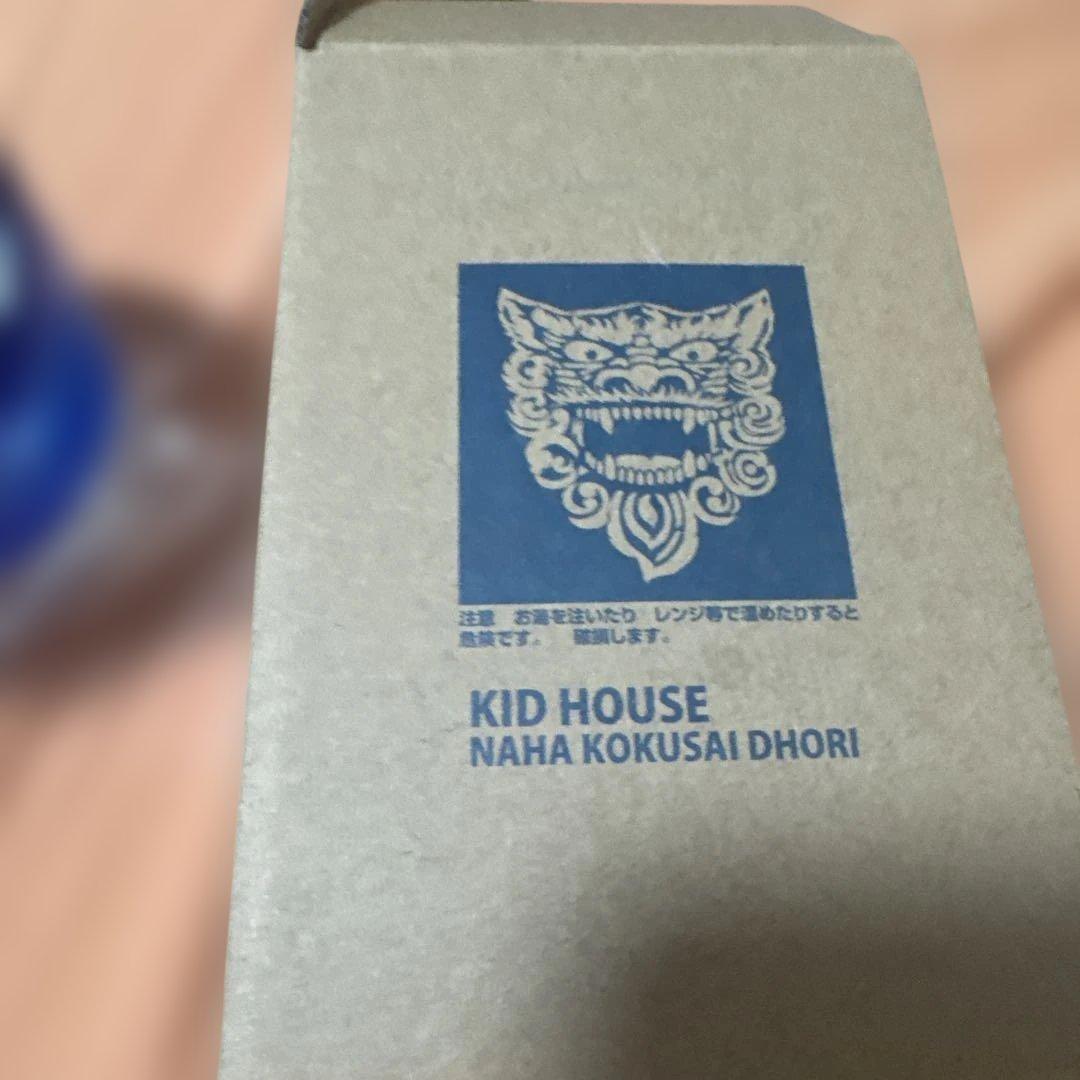 注意　お湯を注いたり　レンジ等で温めたりすると
危険です。　破損します。
KID HOUSE
NAHA KOKUSAI DHORI